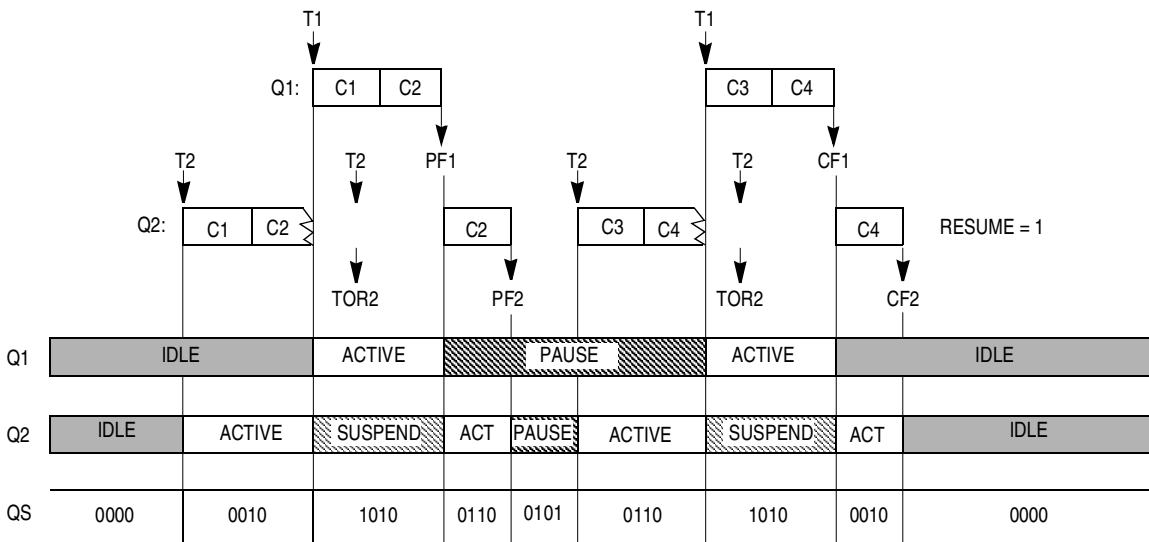 T1 T1
Q1: C1 C2 C3 C4
T2 T2 PF1 T2 T2 CF1
Q2: C1 C2 C2 C3 C4 C4 RESUME = 1
TOR2 PF2 TOR2 CF2
Q1 IDLE ACTIVE PAUSE ACTIVE IDLE
Q2 IDLE ACTIVE SUSPEND ACT PAUSE ACTIVE SUSPEND ACT IDLE
QS 0000 0010 1010 0110 0101 0110 1010 0010 0000